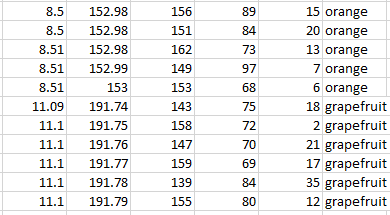 8.5 152.98 156 89 15 orange
8.5 152.98 151 84 20 orange
8.51 152.98 162 73 13 orange
8.51 152.99 149 97 7 orange
8.51 153 153 68 6 orange
11.09 191.74 143 75 18 grapefruit
11.1 191.75 158 72 2 grapefruit
11.1 191.76 147 70 21 grapefruit
11.1 191.77 159 69 17 grapefruit
11.1 191.78 139 84 35 grapefruit
11.1 191.79 155 80 12 grapefruit